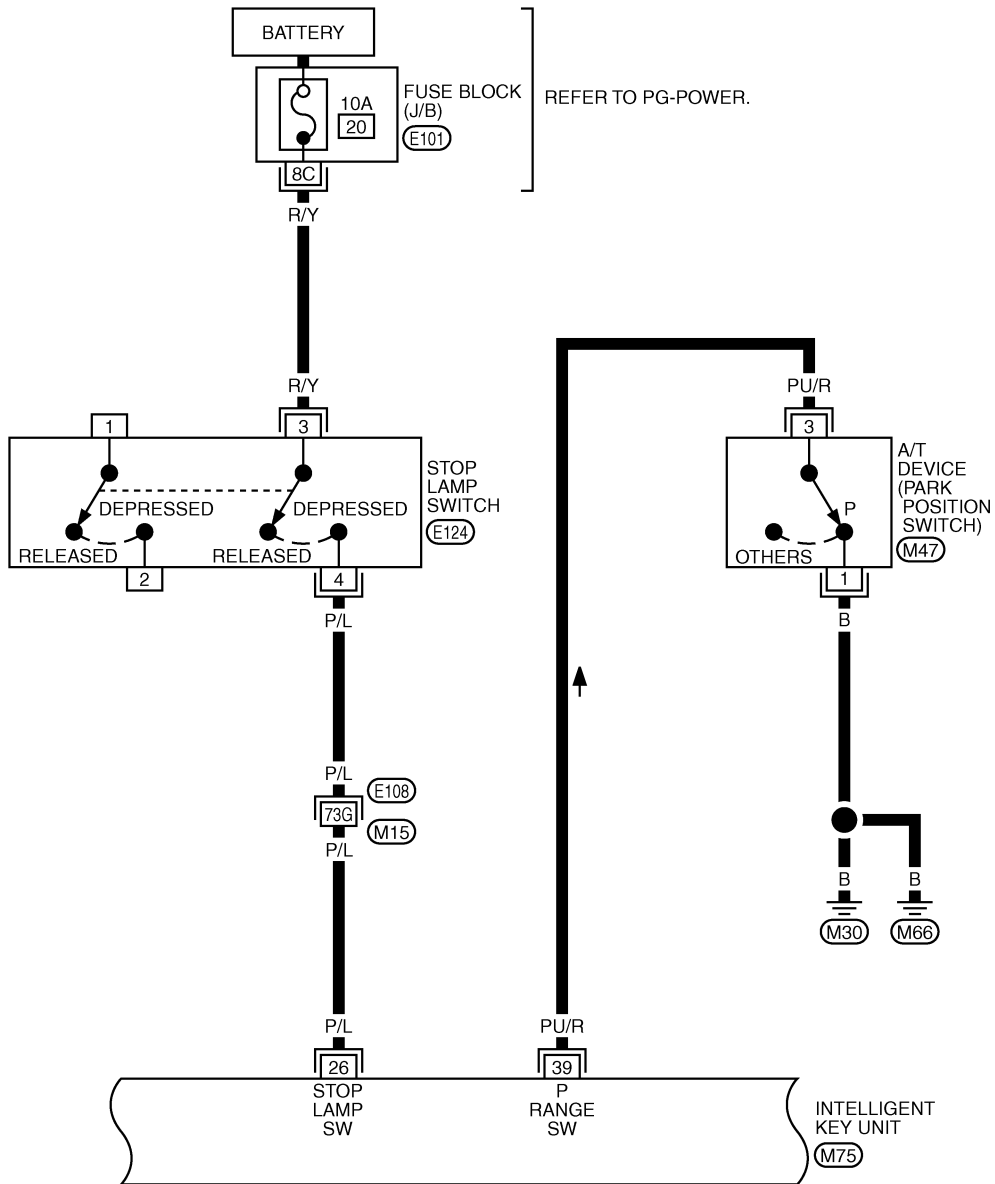 BATTERY
10A
20
FUSE BLOCK
(J/B)
E101
REFER TO PG-POWER.
8C
R/Y
R/Y
PU/R
1
3
3
DEPRESSED
RELEASED
DEPRESSED
RELEASED
STOP
LAMP
SWITCH
E124
P
OTHERS
A/T
DEVICE
(PARK
POSITION
SWITCH)
M47
2
4
1
P/L
B
P/L
E108
73G
M15
P/L
B
B
M30
M66
P/L
PU/R
26
39
STOP
LAMP
SW
P
RANGE
SW
INTELLIGENT
KEY UNIT
M75